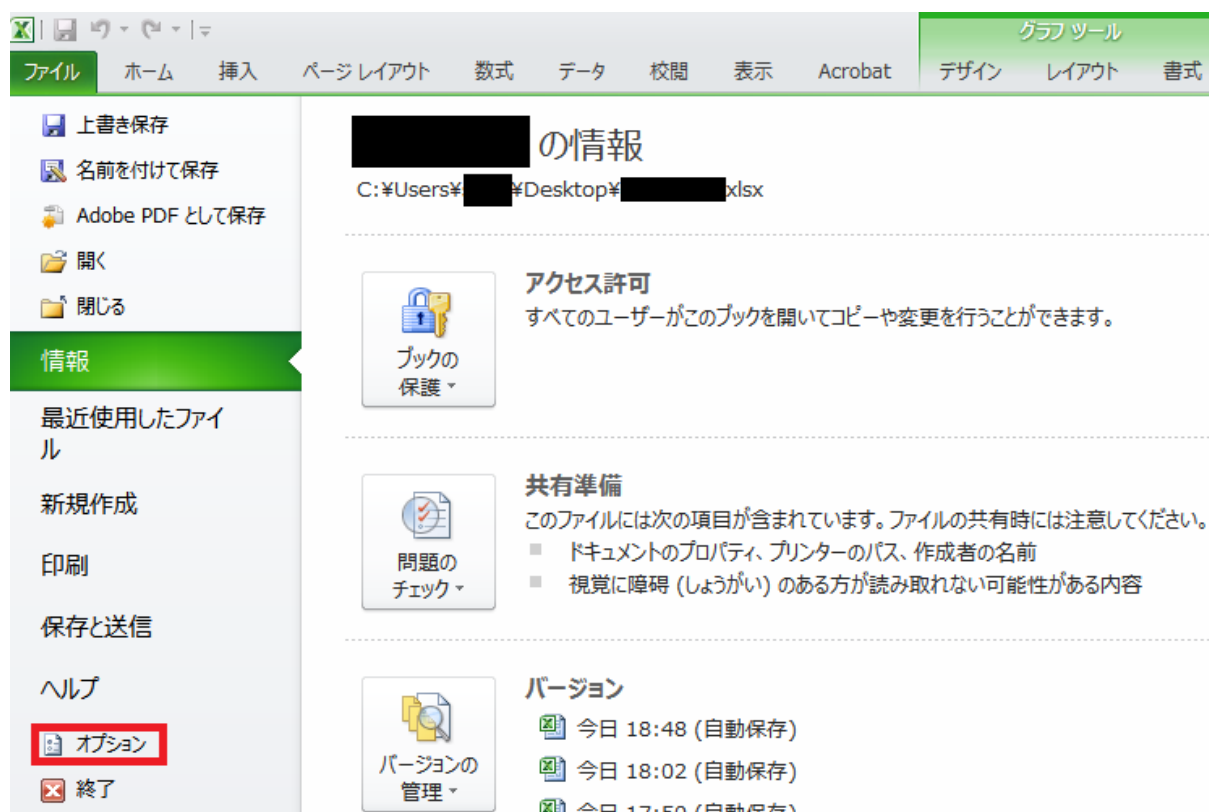 グラフ ツール
ファイル ホーム 挿入 ページ レイアウト 数式 データ 校閲 表示 Acrobat デザイン レイアウト 書式
上書き保存
名前を付けて保存
Adobe PDF として保存
開く
閉じる
情報
最近使用したファイ
ル
新規作成
印刷
保存と送信
ヘルプ
オプション
終了
の情報
C:¥Users¥ ¥Desktop¥ xlsx
ブックの
保護
アクセス許可
すべてのユーザーがこのブックを開いてコピーや変更を行うことができます。
問題の
チェック
共有準備
このファイルには次の項目が含まれています。ファイルの共有時には注意してください。
ドキュメントのプロパティ、プリンターのパス、作成者の名前
視覚に障碍 (しょうがい) のある方が読み取れない可能性がある内容
バージョンの
管理
バージョン
今日 18:48 (自動保存)
今日 18:02 (自動保存)
今日 17:50 (自動保存)